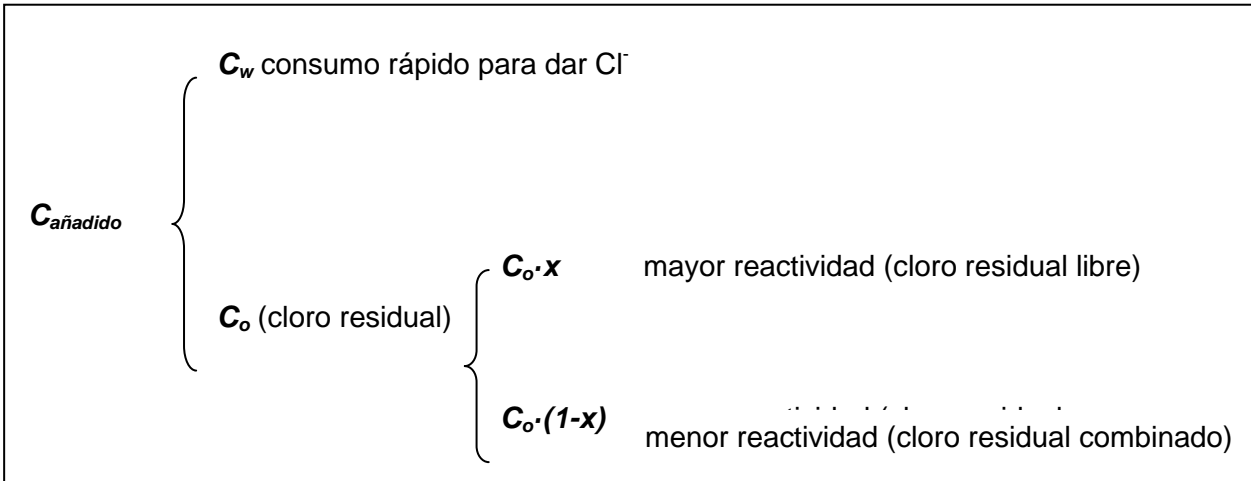 C_w consumo rápido para dar Cl⁻
C_añadido
C_o·x mayor reactividad (cloro residual libre)
C_o (cloro residual)
C_o·(1-x)
menor reactividad (cloro residual combinado)